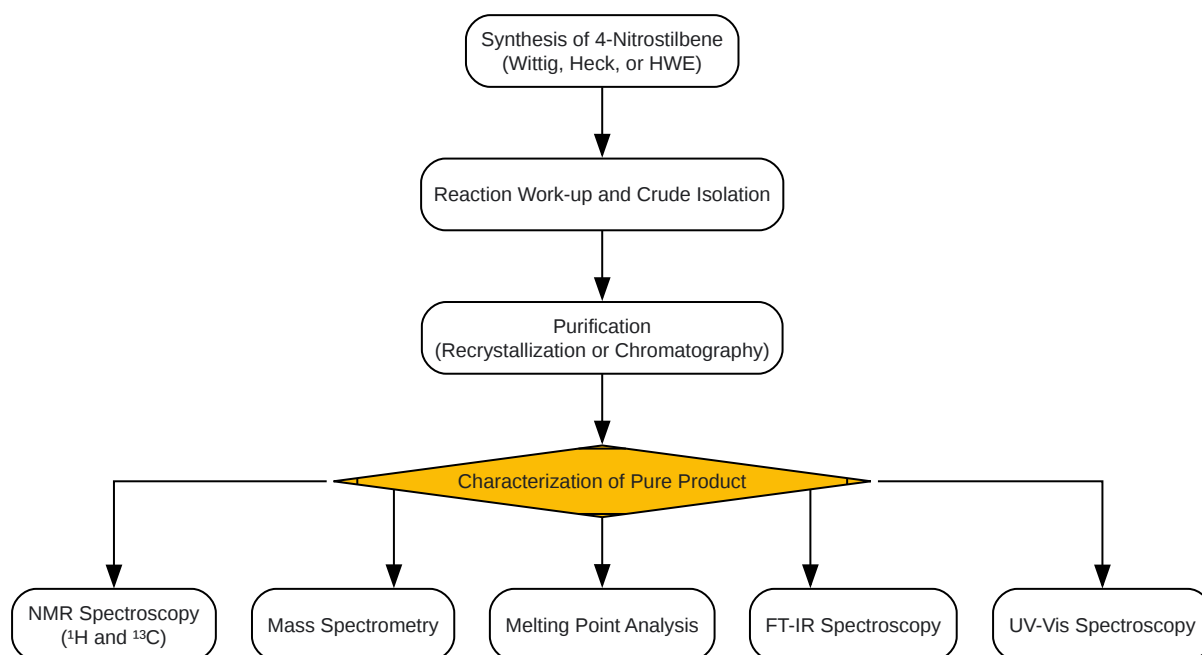 Synthesis of 4-Nitrostilbene
(Wittig, Heck, or HWE)
Reaction Work-up and Crude Isolation
Purification
(Recrystallization or Chromatography)
Characterization of Pure Product
NMR Spectroscopy
(¹H and ¹³C)
Mass Spectrometry
Melting Point Analysis
FT-IR Spectroscopy
UV-Vis Spectroscopy